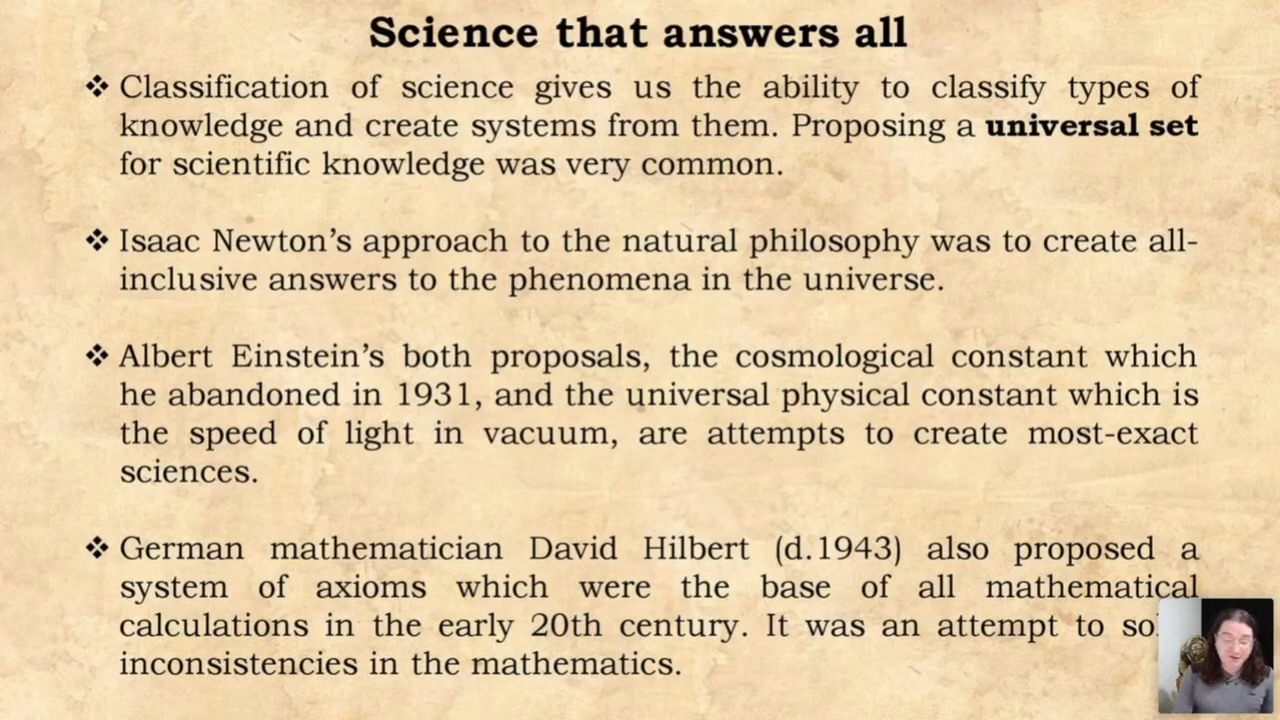 Science that answers all
❖ Classification of science gives us the ability to classify types of
knowledge and create systems from them. Proposing a universal set
for scientific knowledge was very common.
❖ Isaac Newton’s approach to the natural philosophy was to create all-
inclusive answers to the phenomena in the universe.
❖ Albert Einstein’s both proposals, the cosmological constant which
he abandoned in 1931, and the universal physical constant which is
the speed of light in vacuum, are attempts to create most-exact
sciences.
❖ German mathematician David Hilbert (d.1943) also proposed a
system of axioms which were the base of all mathematical
calculations in the early 20th century. It was an attempt to
inconsistencies in the mathematics.